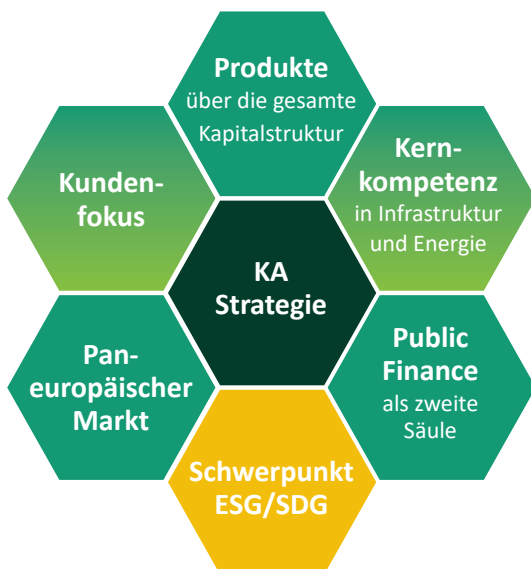 Produkte
über die gesamte
Kapitalstruktur
Kunden-
fokus
Kern-
kompetenz
in Infrastruktur
und Energie
KA
Strategie
Pan-
europäischer
Markt
Public
Finance
als zweite
Säule
Schwerpunkt
ESG/SDG